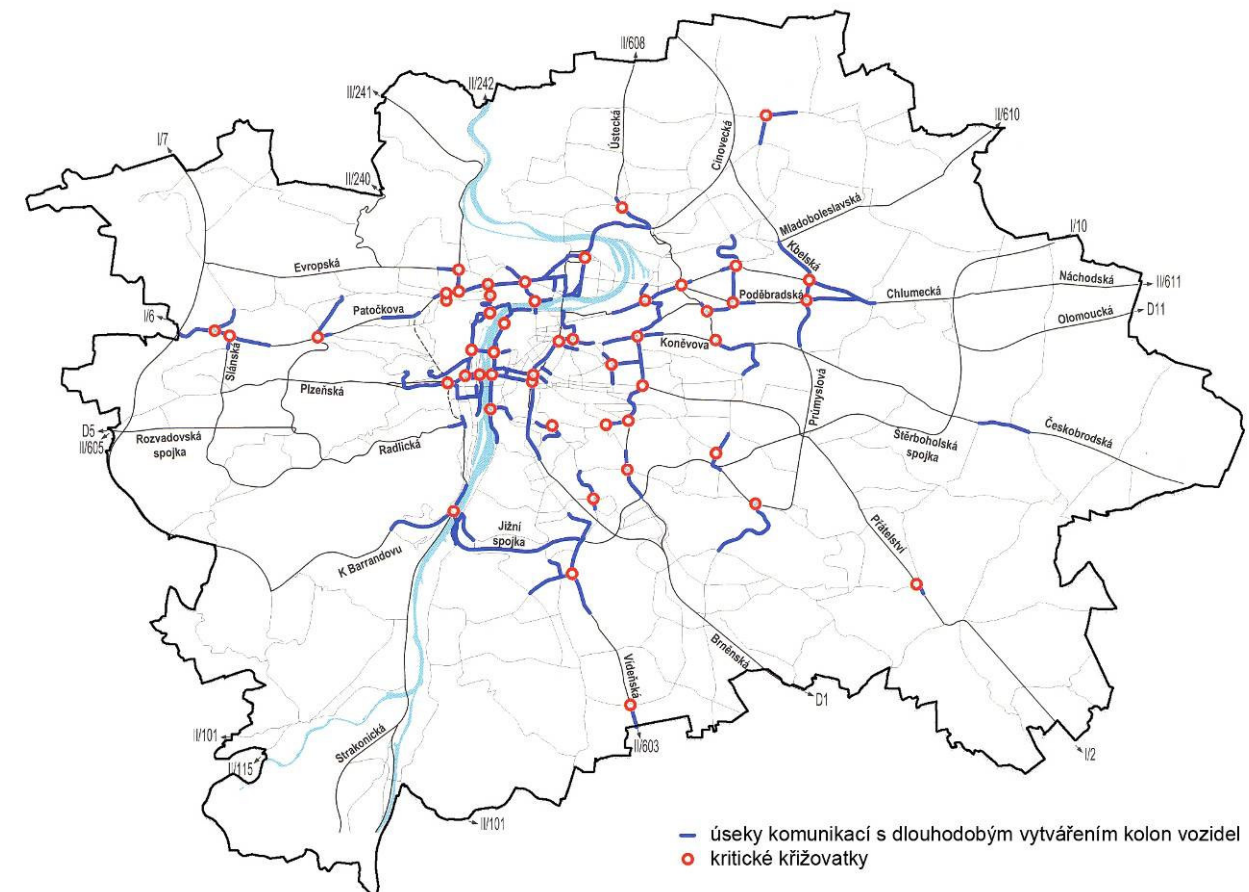 II/608
II/242
II/241
II/610
I/7
Ústecká
Cínovecká
II/240
Mladoboleslavská
I/10
Evropská
Kbelská
Náchodská
II/611
Chlumecká
Poděbradská
Patočkova
I/6
D11
Olomoucká
Koněvova
Slánská
Plzeňská
Průmyslová
D5
II/605
Rozvadovská
spojka
Radlická
Štěrboholská
spojka
Českobrodská
Jižní
spojka
K Barrandovu
Přátelství
Brněnská
Vídeňská
D1
II/101
Strakonická
II/603
I/2
II/115
II/101
úseky komunikací s dlouhodobým vytvářením kolon vozidel
kritické křižovatky